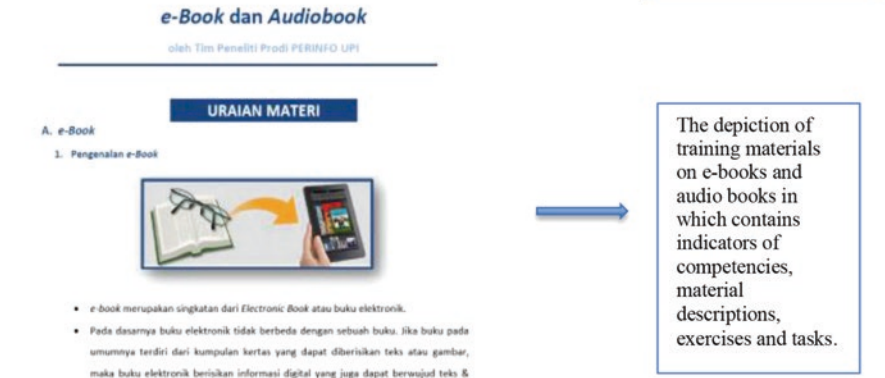 e-Book dan Audiobook
oleh Tim Peneliti Prodi PERINFO UPI
URAIAN MATERI
A. e-Book
1. Pengenalan e-Book
• e-book merupakan singkatan dari Electronic Book atau buku elektronik.
• Pada dasarnya buku elektronik tidak berbeda dengan sebuah buku. Jika buku pada
umumnya terdiri dari kumpulan kertas yang dapat diberisikan teks atau gambar,
maka buku elektronik berisikan informasi digital yang juga dapat berwujud teks &
The depiction of
training materials
on e-books and
audio books in
which contains
indicators of
competencies,
material
descriptions,
exercises and tasks.